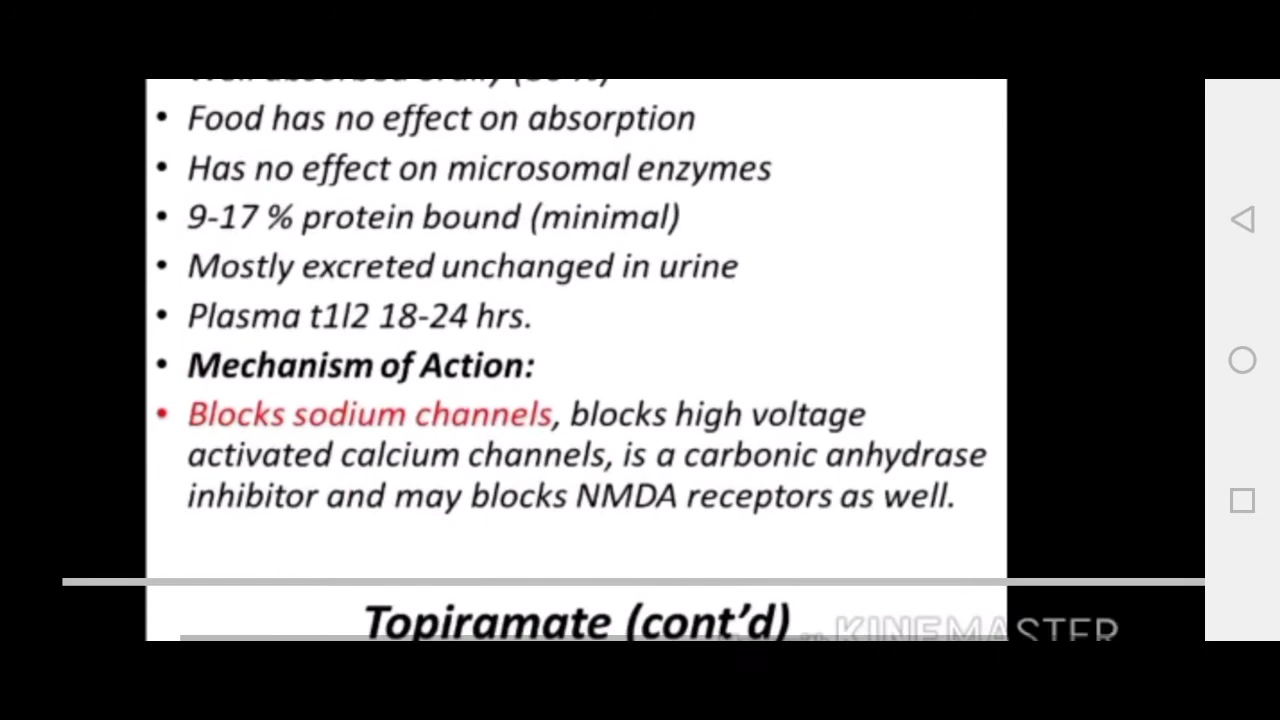 • Food has no effect on absorption
• Has no effect on microsomal enzymes
• 9-17 % protein bound (minimal)
• Mostly excreted unchanged in urine
• Plasma t1l2 18-24 hrs.
• Mechanism of Action:
• Blocks sodium channels, blocks high voltage
activated calcium channels, is a carbonic anhydrase
inhibitor and may blocks NMDA receptors as well.
Topiramate (cont’d)
KINEMASTER